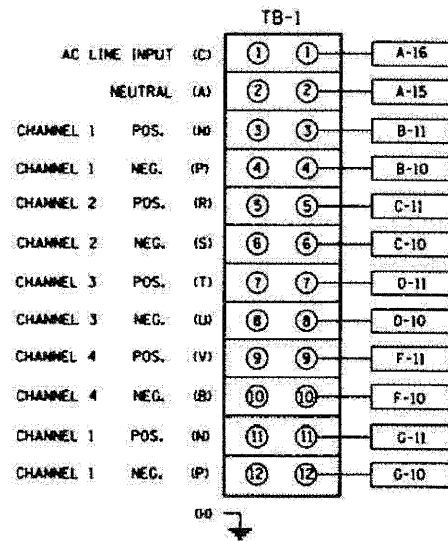 TB-1
AC LINE INPUT (C) 1 1 A-16
NEUTRAL (A) 2 2 A-15
CHANNEL 1 POS. (N) 3 3 B-11
CHANNEL 1 NEG. (P) 4 4 B-10
CHANNEL 2 POS. (R) 5 5 C-11
CHANNEL 2 NEG. (S) 6 6 C-10
CHANNEL 3 POS. (T) 7 7 D-11
CHANNEL 3 NEG. (U) 8 8 D-10
CHANNEL 4 POS. (V) 9 9 F-11
CHANNEL 4 NEG. (B) 10 10 F-10
CHANNEL 1 POS. (N) 11 11 G-11
CHANNEL 1 NEG. (P) 12 12 G-10